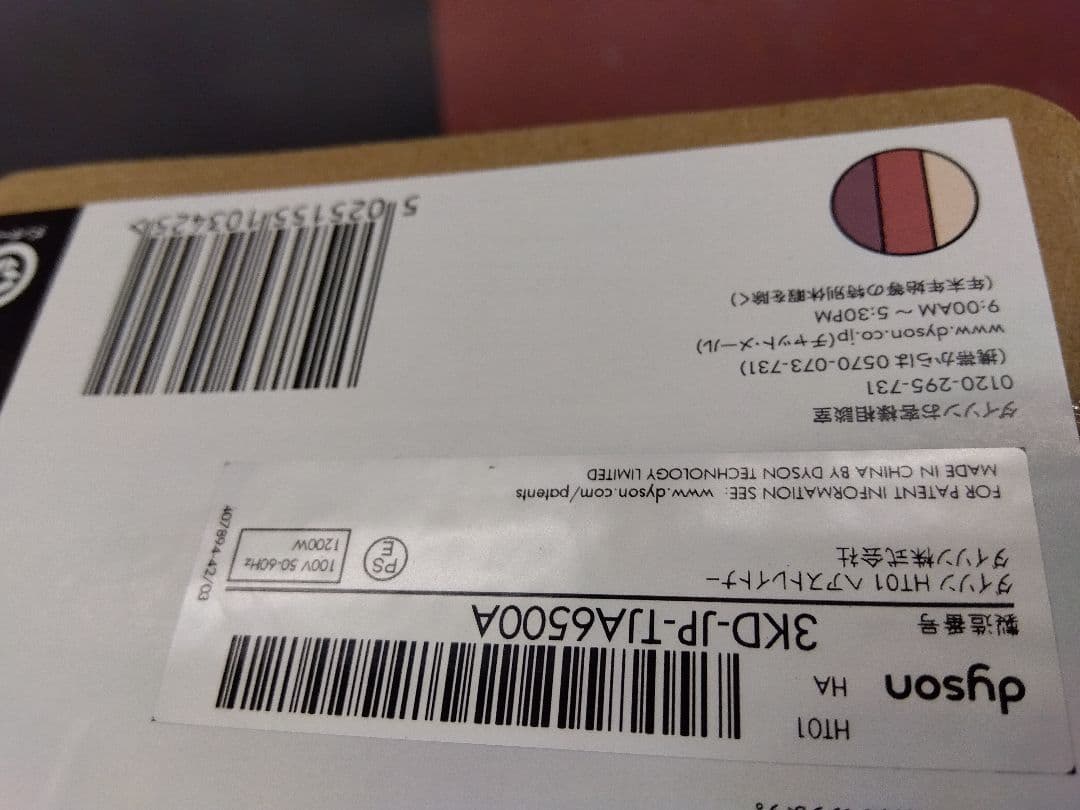 HT01
dyson HA
製造番号 3KD-JP-TJA6500A
ダイソン HT01 ヘアストレイトナー
ダイソン株式会社
PS
E
100V 50-60Hz
1200W
407894-42/03
FOR PATENT INFORMATION SEE: www.dyson.com/patents
MADE IN CHINA BY DYSON TECHNOLOGY LIMITED
ダイソンお客様相談室
0120-295-731
(携帯からは 0570-073-731)
www.dyson.co.jp(チャット・メール)
9:00AM ~ 5:30PM
(年末年始等の特別休暇を除く)
5 025155 103425